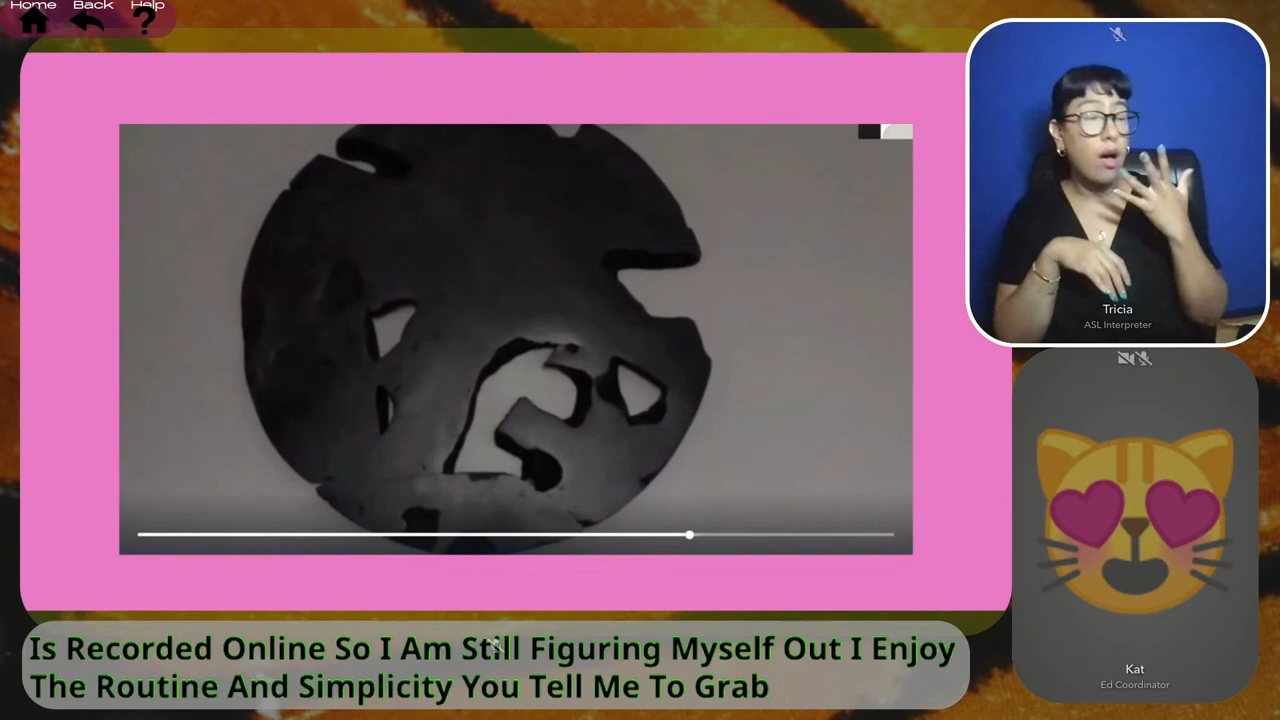 Home Back Help
?
Tricia
ASL Interpreter
Kat
Ed Coordinator
Is Recorded Online So I Am Still Figuring Myself Out I Enjoy
The Routine And Simplicity You Tell Me To Grab